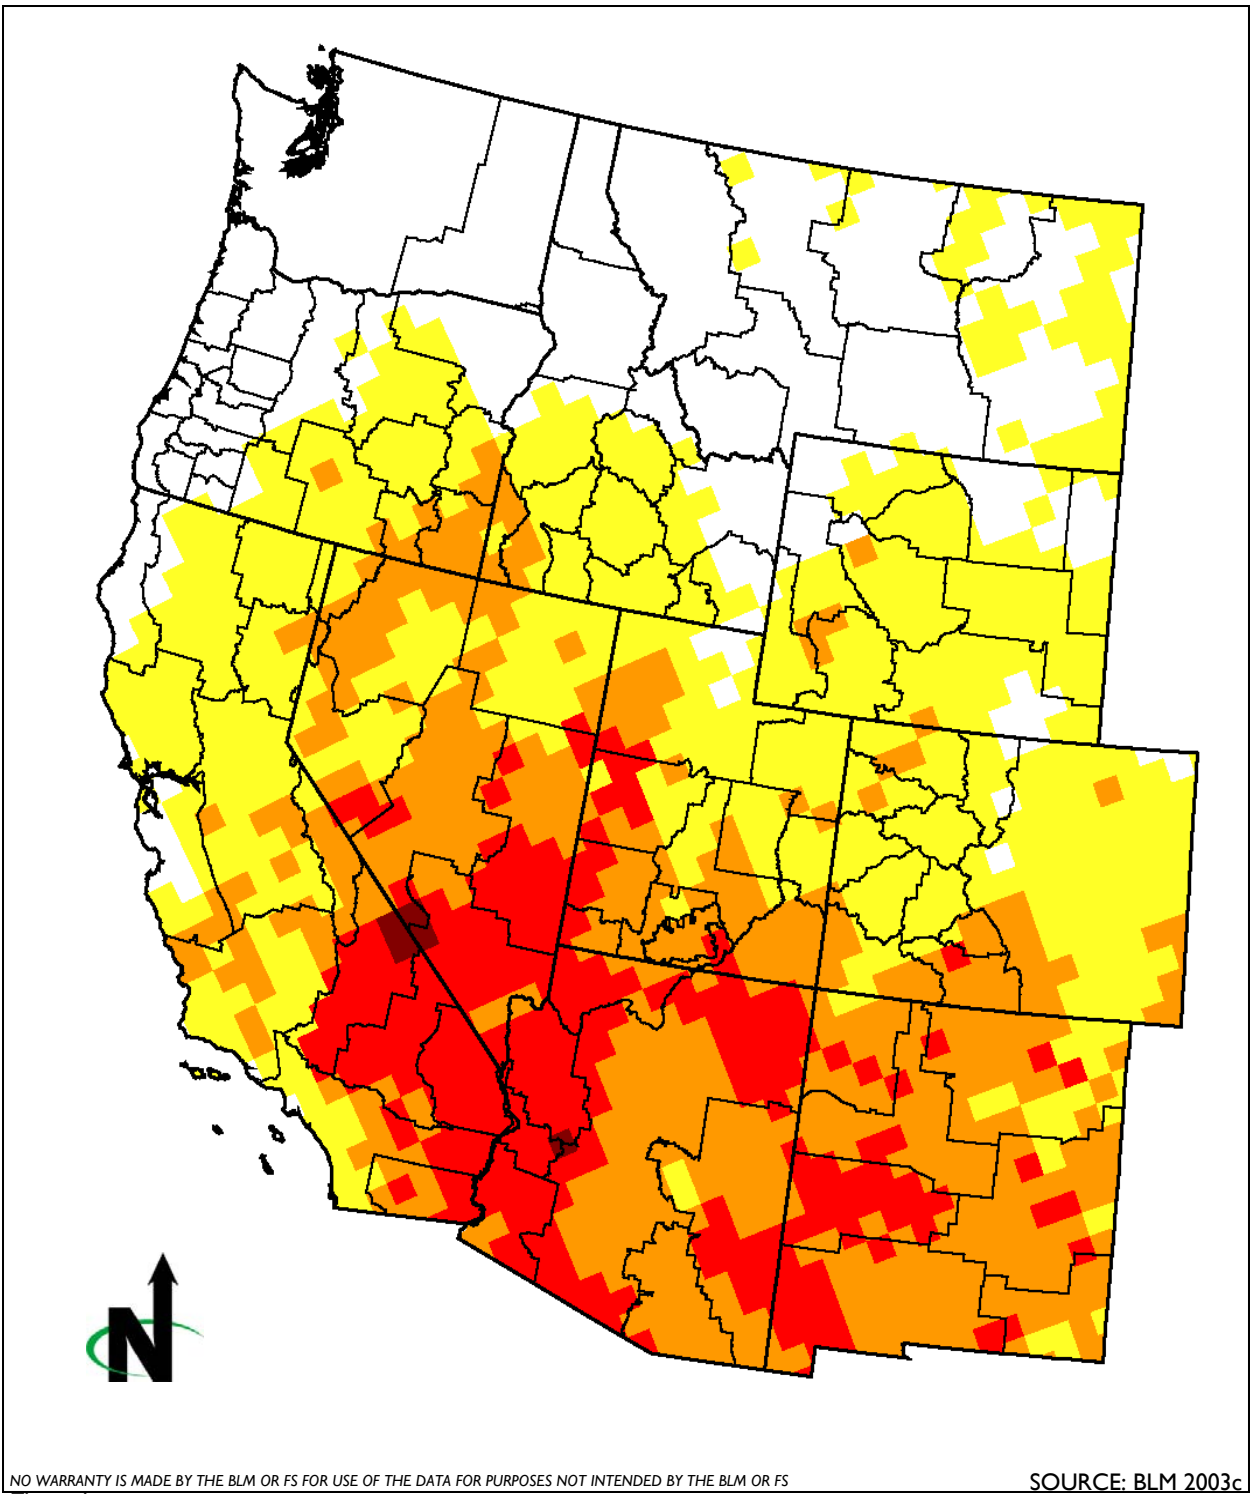 N
NO WARRANTY IS MADE BY THE BLM OR FS FOR USE OF THE DATA FOR PURPOSES NOT INTENDED BY THE BLM OR FS
SOURCE: BLM 2003c